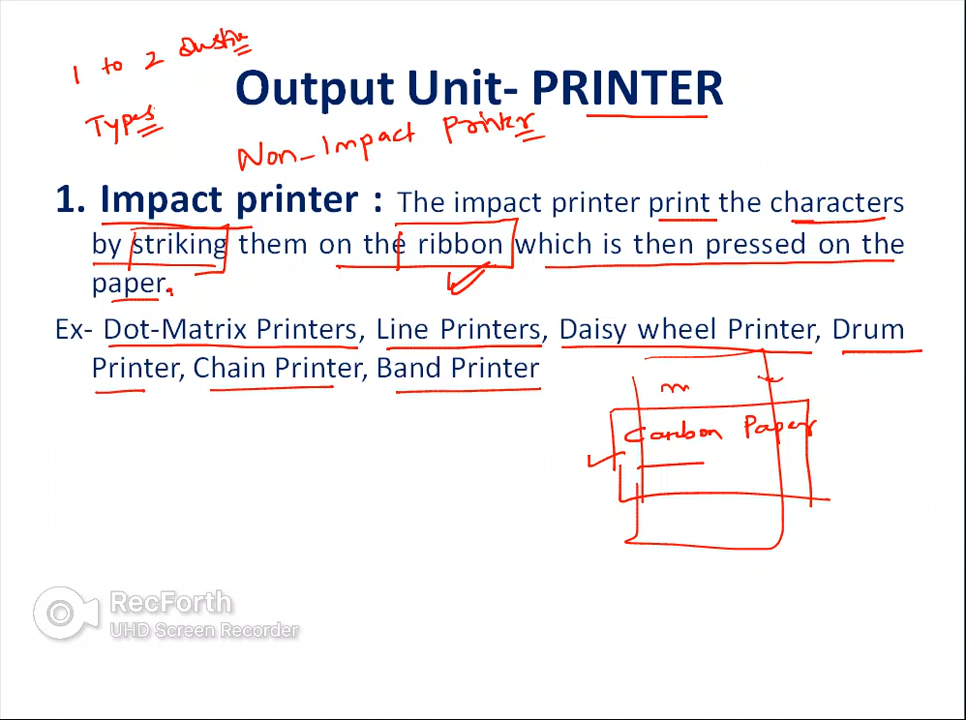 1 to 2
Output Unit- PRINTER
Types
Non-Impact Printer
1. Impact printer : The impact printer print the characters
by striking them on the ribbon which is then pressed on the
paper.
Ex- Dot-Matrix Printers, Line Printers, Daisy wheel Printer, Drum
Printer, Chain Printer, Band Printer
Carbon Paper
RecForth
UHD Screen Recorder